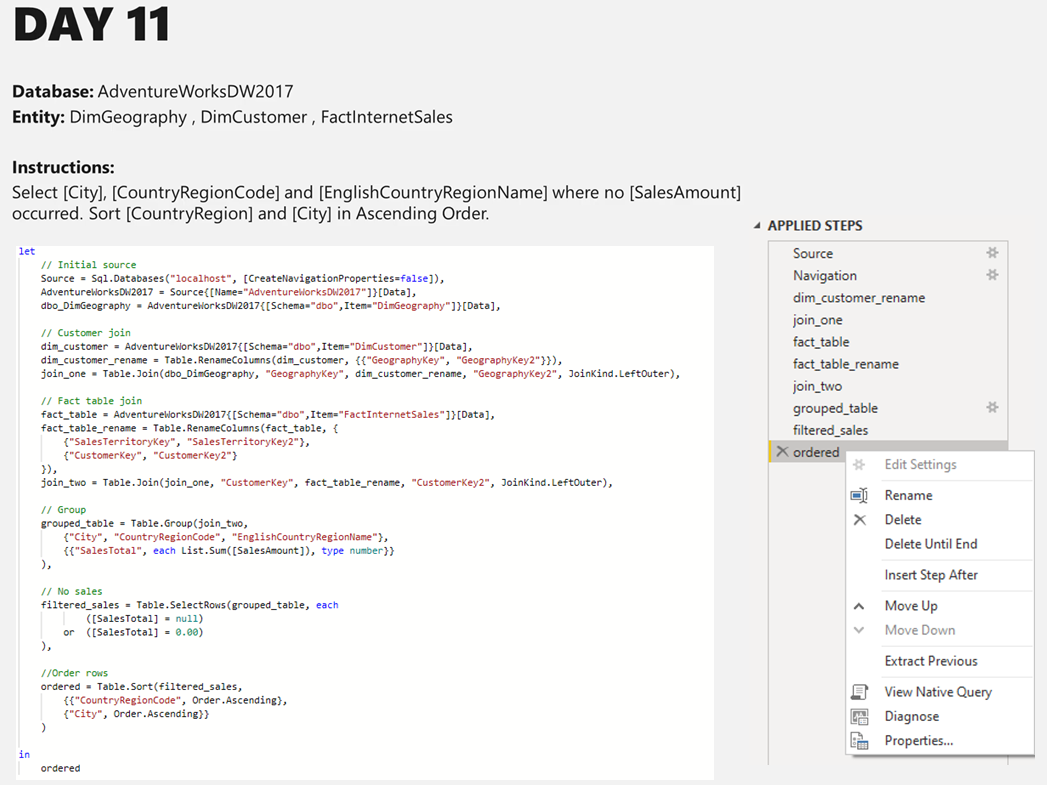 DAY 11
Database: AdventureWorksDW2017
Entity: DimGeography , DimCustomer , FactInternetSales
Instructions:
Select [City], [CountryRegionCode] and [EnglishCountryRegionName] where no [SalesAmount]
occurred. Sort [CountryRegion] and [City] in Ascending Order.
let
// Initial source
Source = Sql.Databases("localhost", [CreateNavigationProperties=false]),
AdventureWorksDW2017 = Source{[Name="AdventureWorksDW2017"]}[Data],
dbo_DimGeography = AdventureWorksDW2017{[Schema="dbo",Item="DimGeography"]}[Data],
// Customer join
dim_customer = AdventureWorksDW2017{[Schema="dbo",Item="DimCustomer"]}[Data],
dim_customer_rename = Table.RenameColumns(dim_customer, {{"GeographyKey", "GeographyKey2"}}),
join_one = Table.Join(dbo_DimGeography, "GeographyKey", dim_customer_rename, "GeographyKey2", JoinKind.LeftOuter),
// Fact table join
fact_table = AdventureWorksDW2017{[Schema="dbo",Item="FactInternetSales"]}[Data],
fact_table_rename = Table.RenameColumns(fact_table, {
{"SalesTerritoryKey", "SalesTerritoryKey2"},
{"CustomerKey", "CustomerKey2"}
}),
join_two = Table.Join(join_one, "CustomerKey", fact_table_rename, "CustomerKey2", JoinKind.LeftOuter),
// Group
grouped_table = Table.Group(join_two,
{"City", "CountryRegionCode", "EnglishCountryRegionName"},
{{"SalesTotal", each List.Sum([SalesAmount]), type number}}
),
// No sales
filtered_sales = Table.SelectRows(grouped_table, each
([SalesTotal] = null)
or ([SalesTotal] = 0.00)
),
//Order rows
ordered = Table.Sort(filtered_sales,
{{"CountryRegionCode", Order.Ascending},
{"City", Order.Ascending}}
)
in
ordered
APPLIED STEPS
Source
Navigation
dim_customer_rename
join_one
fact_table
fact_table_rename
join_two
grouped_table
filtered_sales
ordered
Edit Settings
Rename
Delete
Delete Until End
Insert Step After
Move Up
Move Down
Extract Previous
View Native Query
Diagnose
Properties...